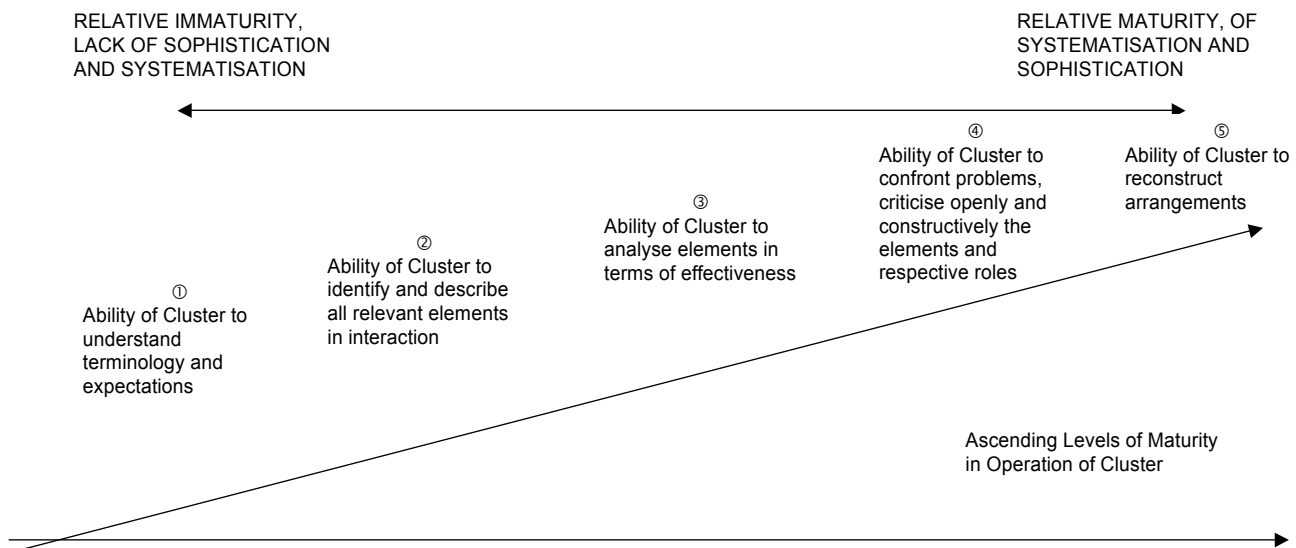 RELATIVE IMMATURITY,
LACK OF SOPHISTICATION
AND SYSTEMATISATION
RELATIVE MATURITY, OF
SYSTEMATISATION AND
SOPHISTICATION
①
Ability of Cluster to
understand
terminology and
expectations
②
Ability of Cluster to
identify and describe
all relevant elements
in interaction
③
Ability of Cluster to
analyse elements in
terms of effectiveness
④
Ability of Cluster to
confront problems,
criticise openly and
constructively the
elements and
respective roles
⑤
Ability of Cluster to
reconstruct
arrangements
Ascending Levels of Maturity
in Operation of Cluster